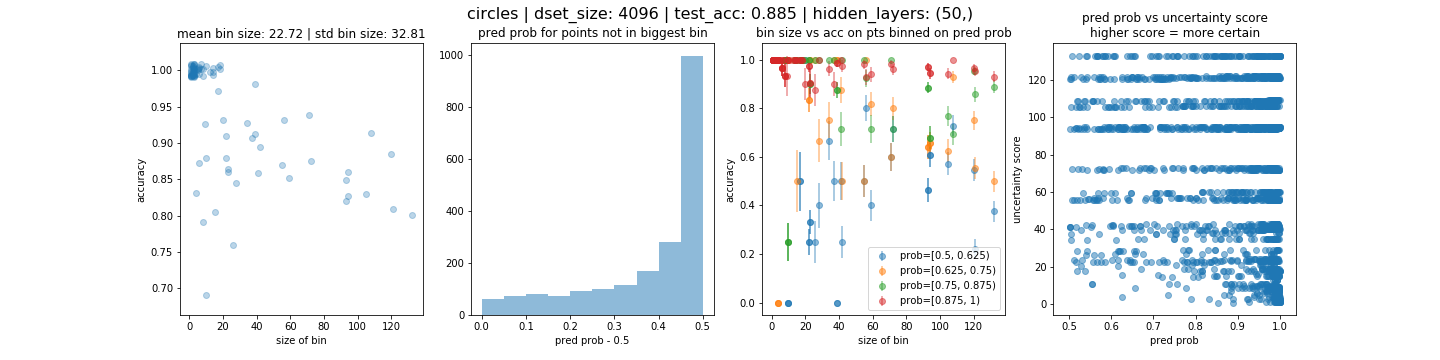 circles | dset_size: 4096 | test_acc: 0.885 | hidden_layers: (50,)
mean bin size: 22.72 | std bin size: 32.81
1.00
0.95
0.90
0.85
0.80
0.75
0.70
accuracy
0 20 40 60 80 100 120
size of bin
pred prob for points not in biggest bin
1000
800
600
400
200
0
0.0 0.1 0.2 0.3 0.4 0.5
pred prob - 0.5
bin size vs acc on pts binned on pred prob
1.0
0.8
0.6
0.4
0.2
0.0
accuracy
prob=[0.5, 0.625)
prob=[0.625, 0.75)
prob=[0.75, 0.875)
prob=[0.875, 1)
0 20 40 60 80 100 120
size of bin
pred prob vs uncertainty score
higher score = more certain
120
100
80
60
40
20
0
uncertainty score
0.5 0.6 0.7 0.8 0.9 1.0
pred prob